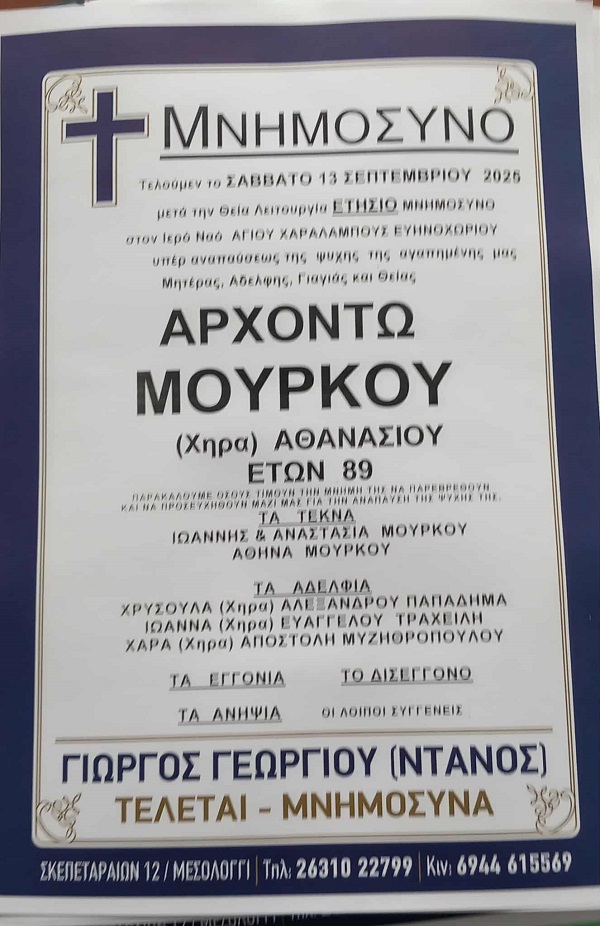 ΜΝΗΜΟΣΥΝΟ
Τελούμεν το ΣΑΒΒΑΤΟ 13 ΣΕΠΤΕΜΒΡΙΟΥ 2025
μετά την Θεία Λειτουργία ΕΤΗΣΙΟ ΜΝΗΜΟΣΥΝΟ
στον Ιερό Ναό ΑΓΙΟΥ ΧΑΡΑΛΑΜΠΟΥΣ ΕΥΗΝΟΧΩΡΙΟΥ
υπέρ αναπαύσεως της ψυχής της αγαπημένης μας
Μητέρας, Αδελφής, Γιαγιάς και Θείας
ΑΡΧΟΝΤΩ
ΜΟΥΡΚΟΥ
(Χηρα) ΑΘΑΝΑΣΙΟΥ
ΕΤΩΝ 89
ΠΑΡΑΚΑΛΟΥΜΕ ΟΣΟΥΣ ΤΙΜΟΥΝ ΤΗΝ ΜΝΗΜΗ ΤΗΣ ΝΑ ΠΑΡΕΒΡΕΘΟΥΝ
ΚΑΙ ΝΑ ΠΡΟΣΕΥΧΗΘΟΥΝ ΜΑΖΙ ΜΑΣ ΓΙΑ ΤΗΝ ΑΝΑΠΑΥΣΗ ΤΗΣ ΨΥΧΗΣ ΤΗΣ.
ΤΑ ΤΕΚΝΑ
ΙΩΑΝΝΗΣ & ΑΝΑΣΤΑΣΙΑ ΜΟΥΡΚΟΥ
ΑΘΗΝΑ ΜΟΥΡΚΟΥ
ΤΑ ΑΔΕΛΦΙΑ
ΧΡΥΣΟΥΛΑ (Χηρα) ΑΛΕΞΑΝΔΡΟΥ ΠΑΠΑΔΗΜΑ
ΙΩΑΝΝΑ (Χηρα) ΕΥΑΓΓΕΛΟΥ ΤΡΑΧΕΙΛΗ
ΧΑΡΑ (Χηρα) ΑΠΟΣΤΟΛΗ ΜΥΖΗΘΡΟΠΟΥΛΟΥ
ΤΑ ΕΓΓΟΝΙΑ ΤΟ ΔΙΣΕΓΓΟΝΟ
ΤΑ ΑΝΗΨΙΑ ΟΙ ΛΟΙΠΟΙ ΣΥΓΓΕΝΕΙΣ
ΓΙΩΡΓΟΣ ΓΕΩΡΓΙΟΥ (ΝΤΑΝΟΣ)
ΤΕΛΕΤΑΙ - ΜΝΗΜΟΣΥΝΑ
ΣΚΕΠΕΤΑΡΑΙΩΝ 12 / ΜΕΣΟΛΟΓΓΙ | Τηλ: 26310 22799 | Κιν: 6944 615569